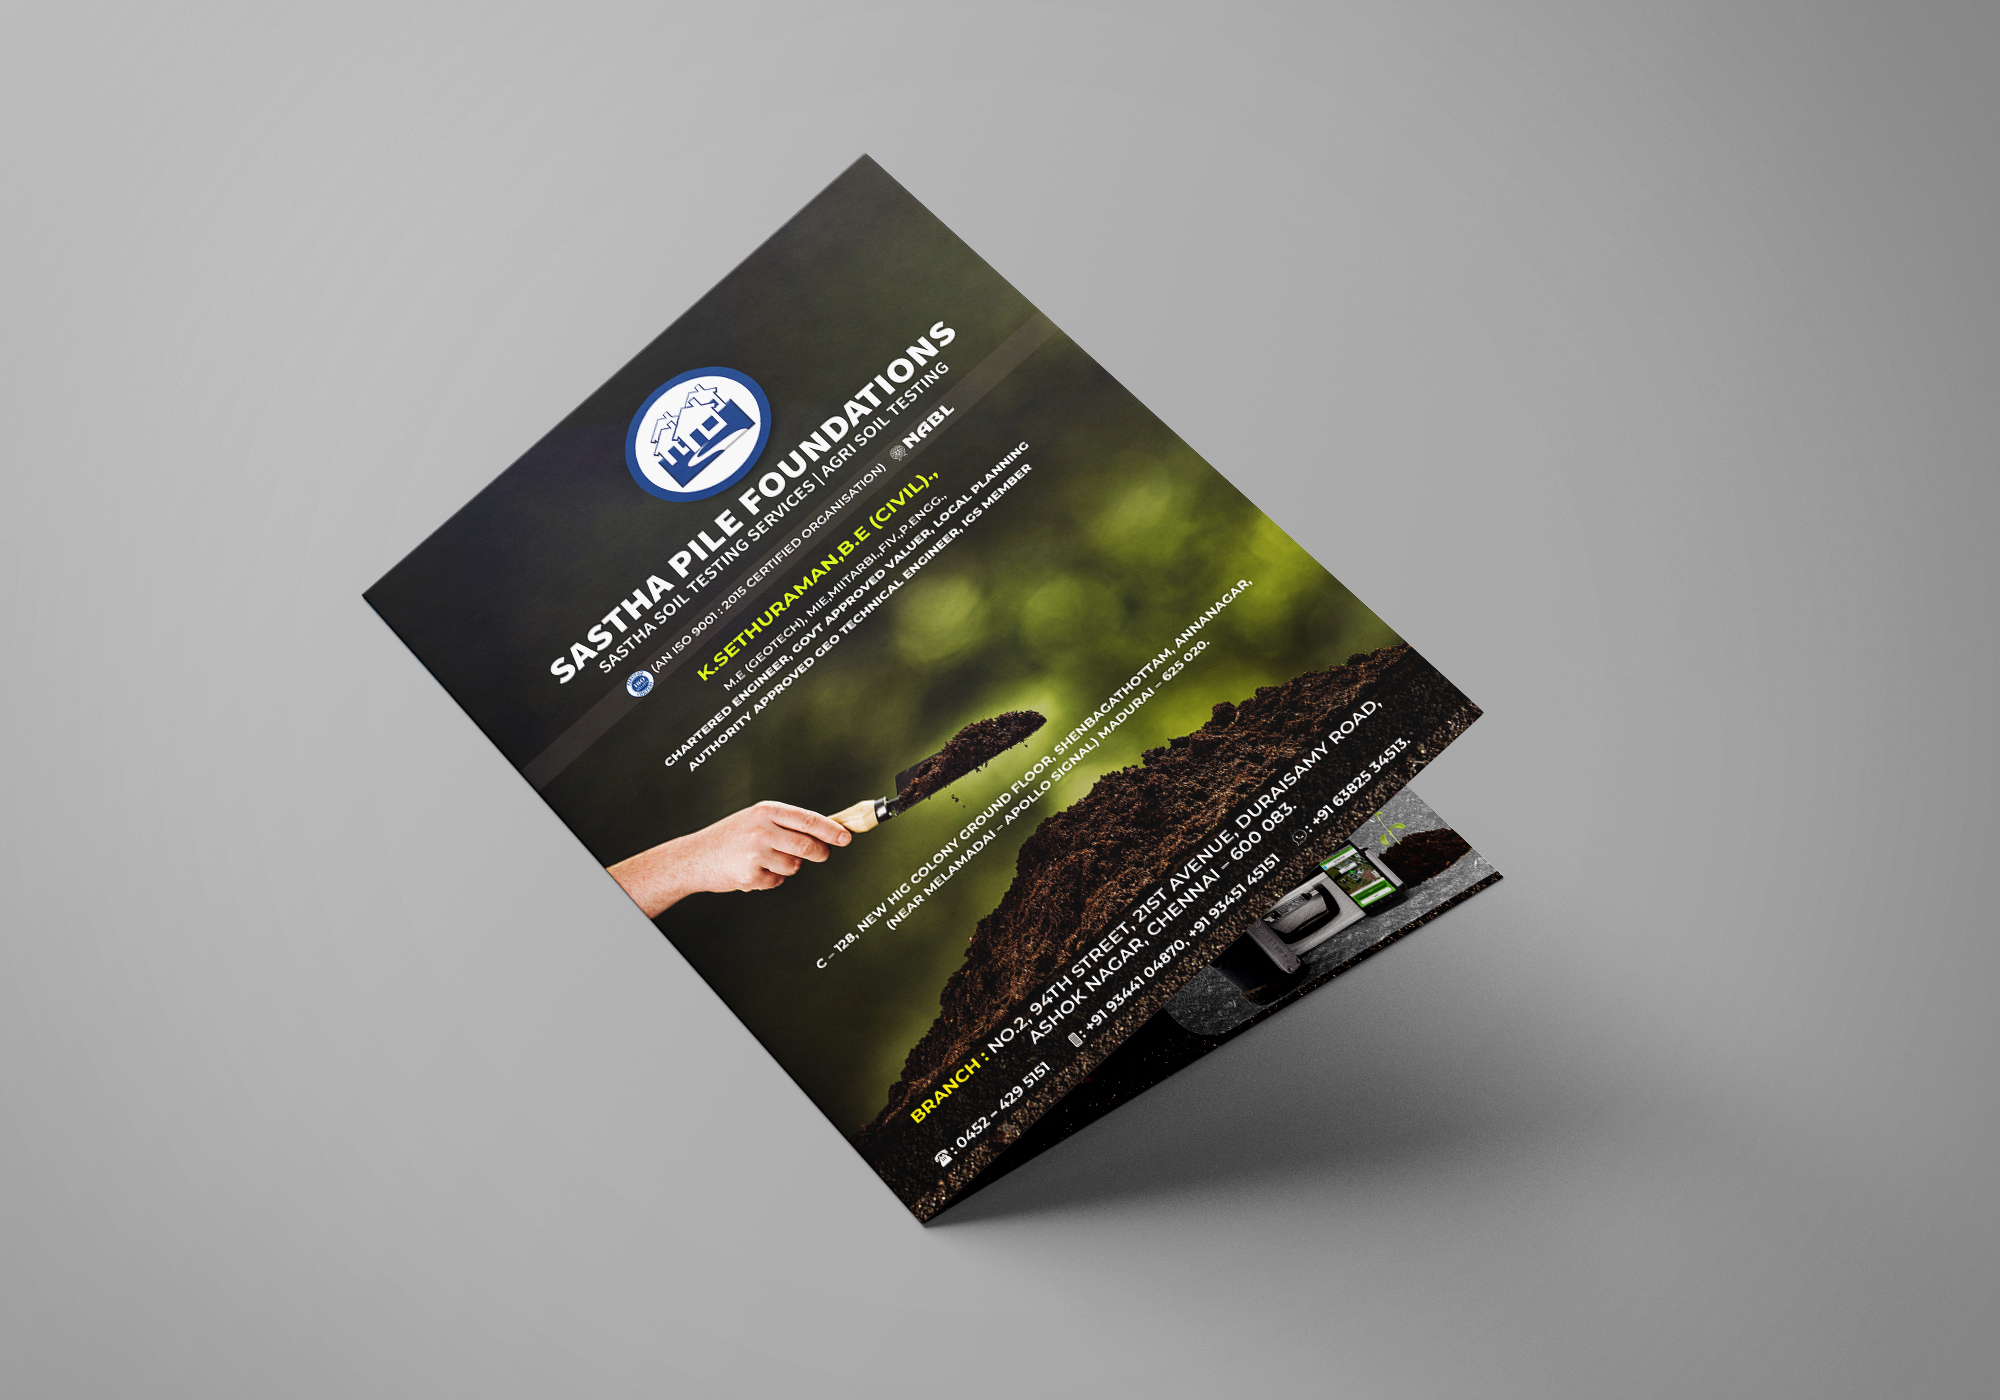 SASTHA PILE FOUNDATIONS
SASTHA SOIL TESTING SERVICES | AGRI SOIL TESTING
ISO (AN ISO 9001 : 2015 CERTIFIED ORGANISATION) NABL
K.SETHURAMAN,B.E (CIVIL).,
M.E (GEOTECH), MIE,MIITARBI.,FIV.,P.ENGG.,
CHARTERED ENGINEER, GOVT APPROVED VALUER, LOCAL PLANNING
AUTHORITY APPROVED GEO TECHNICAL ENGINEER, IGS MEMBER
C – 128, NEW HIG COLONY GROUND FLOOR, SHENBAGATHOTTAM, ANNANAGAR,
(NEAR MELAMADAI – APOLLO SIGNAL) MADURAI – 625 020.
BRANCH : NO.2, 94TH STREET, 21ST AVENUE, DURAISAMY ROAD,
ASHOK NAGAR, CHENNAI – 600 083.
: 0452 – 429 5151 : +91 93441 04870, +91 93451 45151 : +91 63825 34513.